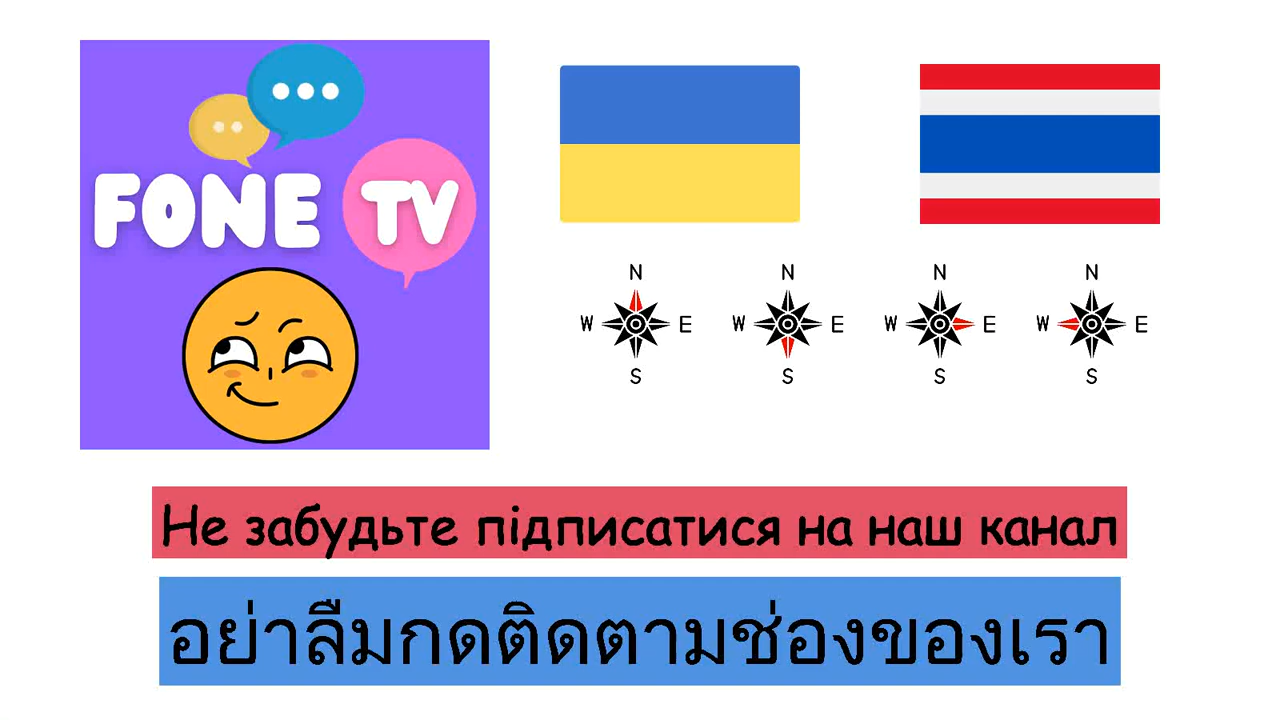 FONE TV
N N N N
W E W E W E W E
S S S S
Не забудьте підписатися на наш канал
อย่าลืมกดติดตามช่องของเรา